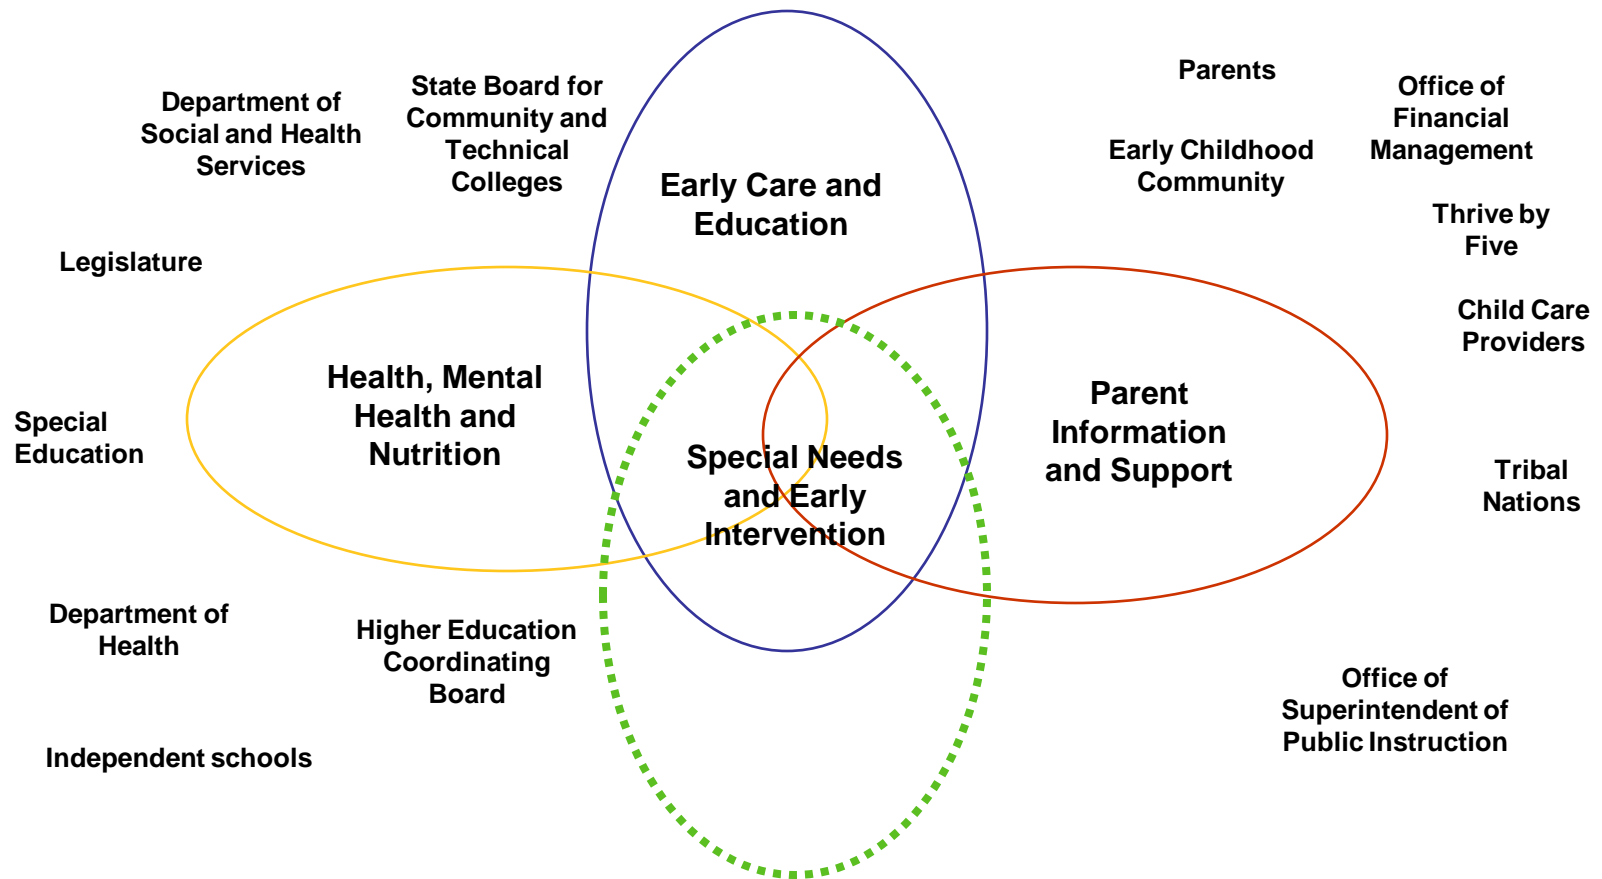 Parents
Department of
Social and Health
Services
State Board for
Community and
Technical
Colleges
Office of
Financial
Management
Early Childhood
Community
Early Care and
Education
Thrive by
Five
Legislature
Child Care
Providers
Health, Mental
Health and
Nutrition
Parent
Information
and Support
Special
Education
Special Needs
and Early
Intervention
Tribal
Nations
Department of
Health
Higher Education
Coordinating
Board
Office of
Superintendent of
Public Instruction
Independent schools